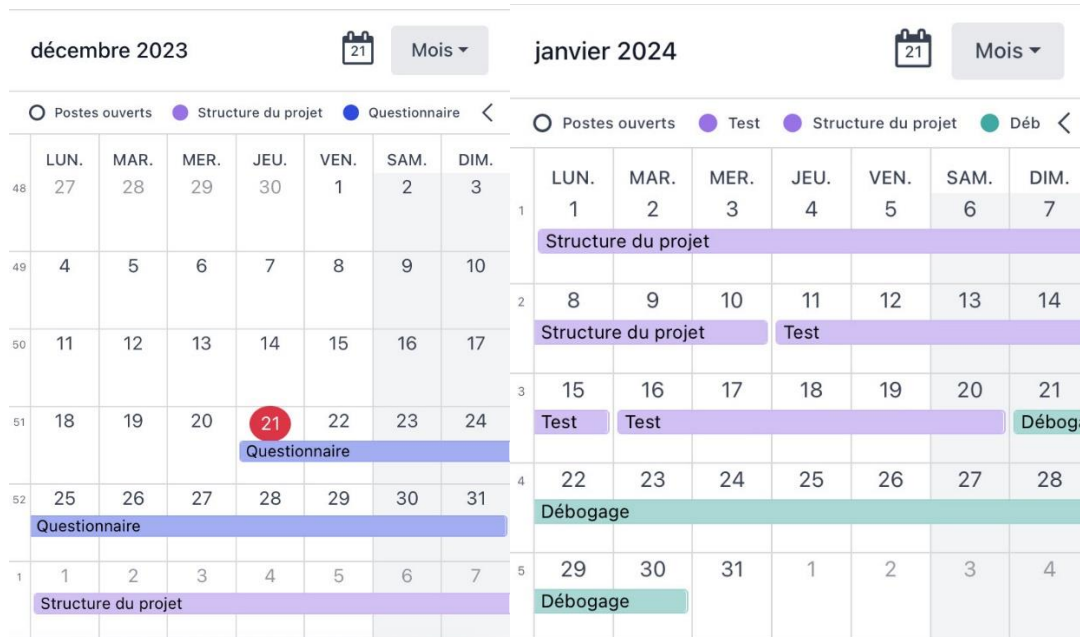 décembre 2023 21 Mois
Postes ouverts Structure du projet Questionnaire
LUN. MAR. MER. JEU. VEN. SAM. DIM.
48 27 28 29 30 1 2 3
49 4 5 6 7 8 9 10
50 11 12 13 14 15 16 17
51 18 19 20 21 22 23 24
Questionnaire
52 25 26 27 28 29 30 31
Questionnaire
1 1 2 3 4 5 6 7
Structure du projet
janvier 2024 21 Mois
Postes ouverts Test Structure du projet Déb
LUN. MAR. MER. JEU. VEN. SAM. DIM.
1 1 2 3 4 5 6 7
Structure du projet
2 8 9 10 11 12 13 14
Structure du projet Test
3 15 16 17 18 19 20 21
Test Test Déboga
4 22 23 24 25 26 27 28
Débogage
5 29 30 31 1 2 3 4
Débogage